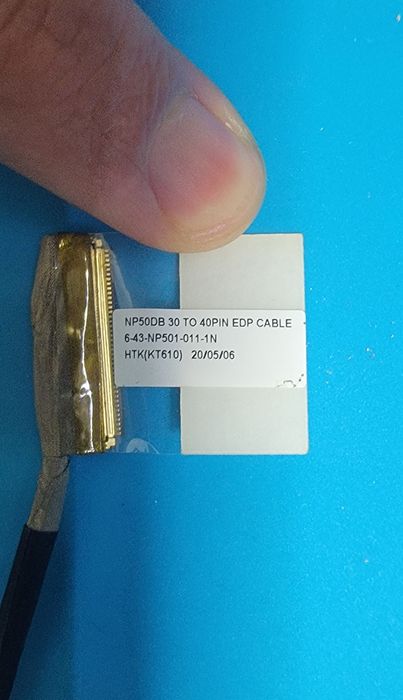 NP50DB 30 TO 40PIN EDP CABLE
6-43-NP501-011-1N
HTK(KT610) 20/05/06